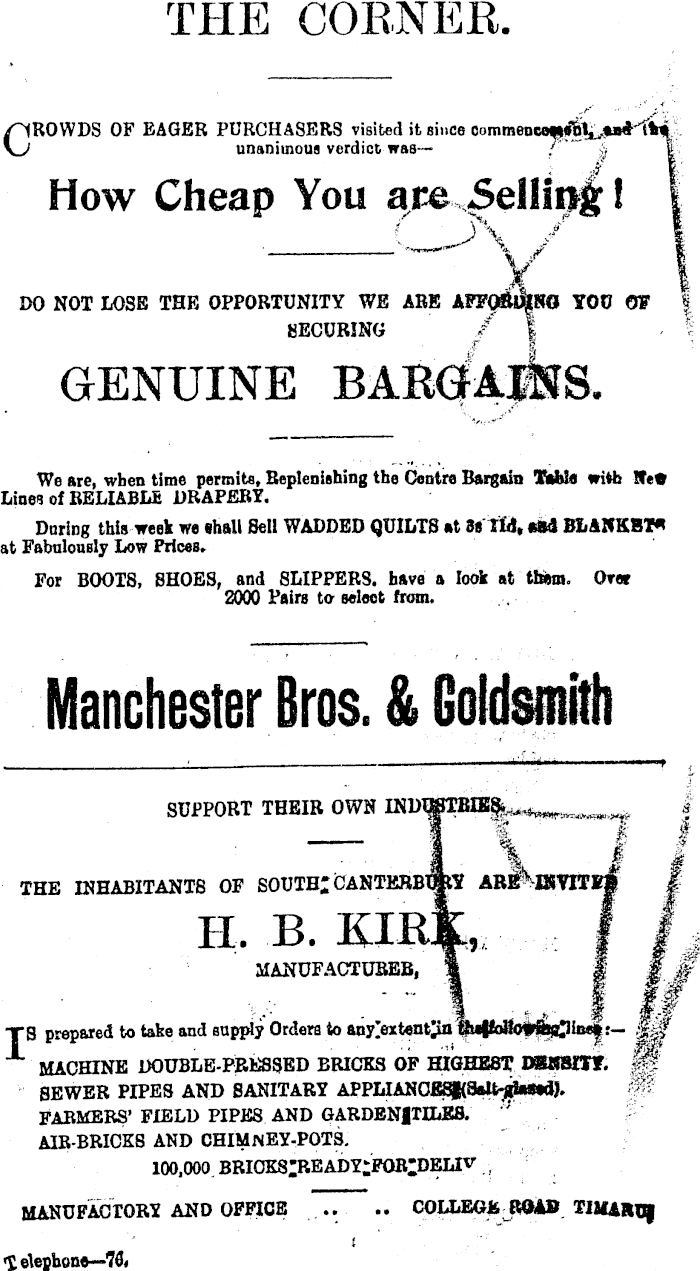 THE CORNER.
CROWDS OF EAGER PURCHASERS visited it since commencement, and the
unanimous verdict was—
How Cheap You are Selling!
DO NOT LOSE THE OPPORTUNITY WE ARE AFFORDING YOU OF
SECURING
GENUINE BARGAINS.
We are, when time permits, Replenishing the Centre Bargain Table with New
Lines of RELIABLE DRAPERY.
During this week we shall Sell WADDED QUILTS at 3s 11d, and BLANKETS
at Fabulously Low Prices.
For BOOTS, SHOES, and SLIPPERS, have a look at them. Over
2000 Pairs to select from.
Manchester Bros. & Goldsmith
SUPPORT THEIR OWN INDUSTRIES.
THE INHABITANTS OF SOUTH CANTERBURY ARE INVITED
H. B. KIRK,
MANUFACTURER,
IS prepared to take and supply Orders to any extent in the following lines:—
MACHINE DOUBLE-PRESSED BRICKS OF HIGHEST DENSITY.
SEWER PIPES AND SANITARY APPLIANCES (Salt-glazed).
FARMERS' FIELD PIPES AND GARDEN TILES.
AIR-BRICKS AND CHIMNEY-POTS.
100,000 BRICKS READY FOR DELIV
MANUFACTORY AND OFFICE .. .. COLLEGE ROAD TIMARU
Telephone—76.